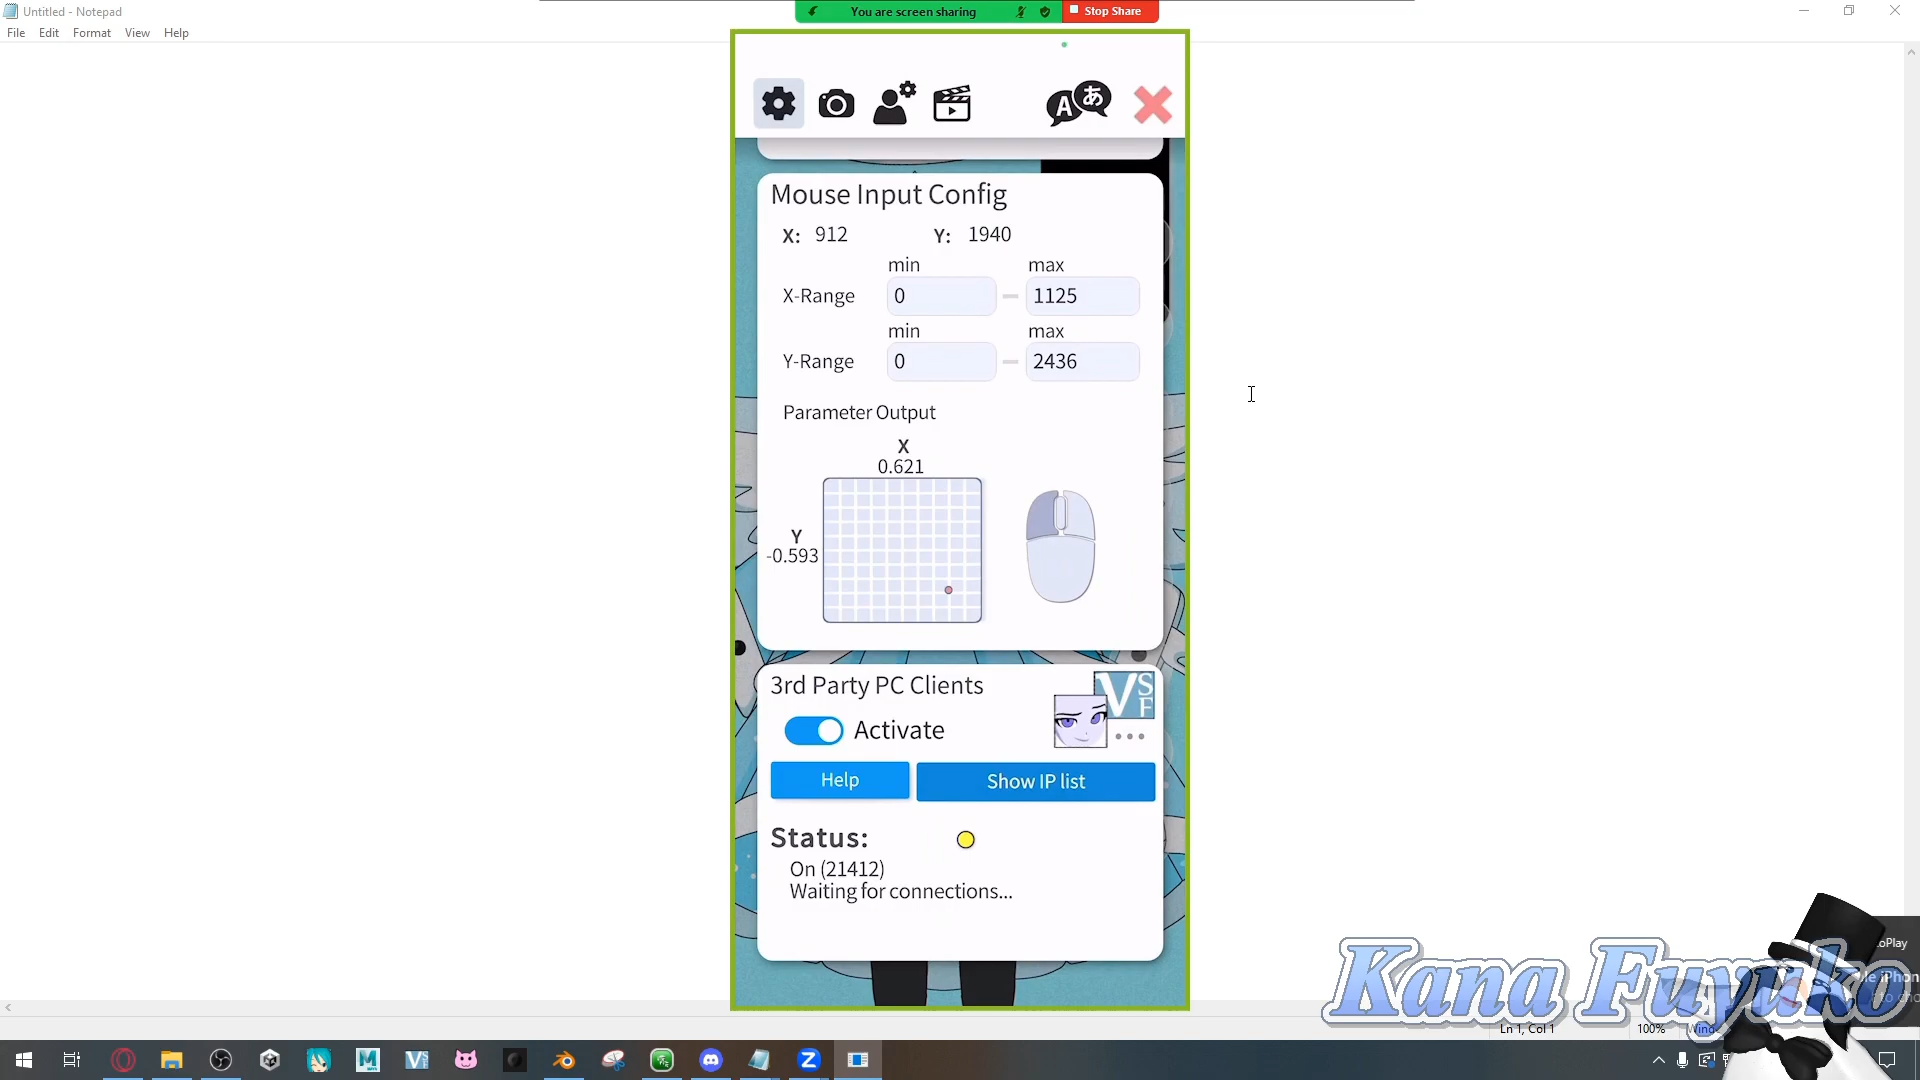 Untitled - Notepad
You are screen sharing
Stop Share
File Edit Format View Help
A あ
Mouse Input Config
X: 912 Y: 1940
min max
X-Range 0 1125
min max
Y-Range 0 2436
Parameter Output
X
0.621
Y
-0.593
3rd Party PC Clients
VSF
Activate
Help Show IP list
Status:
On (21412)
Waiting for connections...
Kana Fuyuko
Ln 1, Col 1 100%